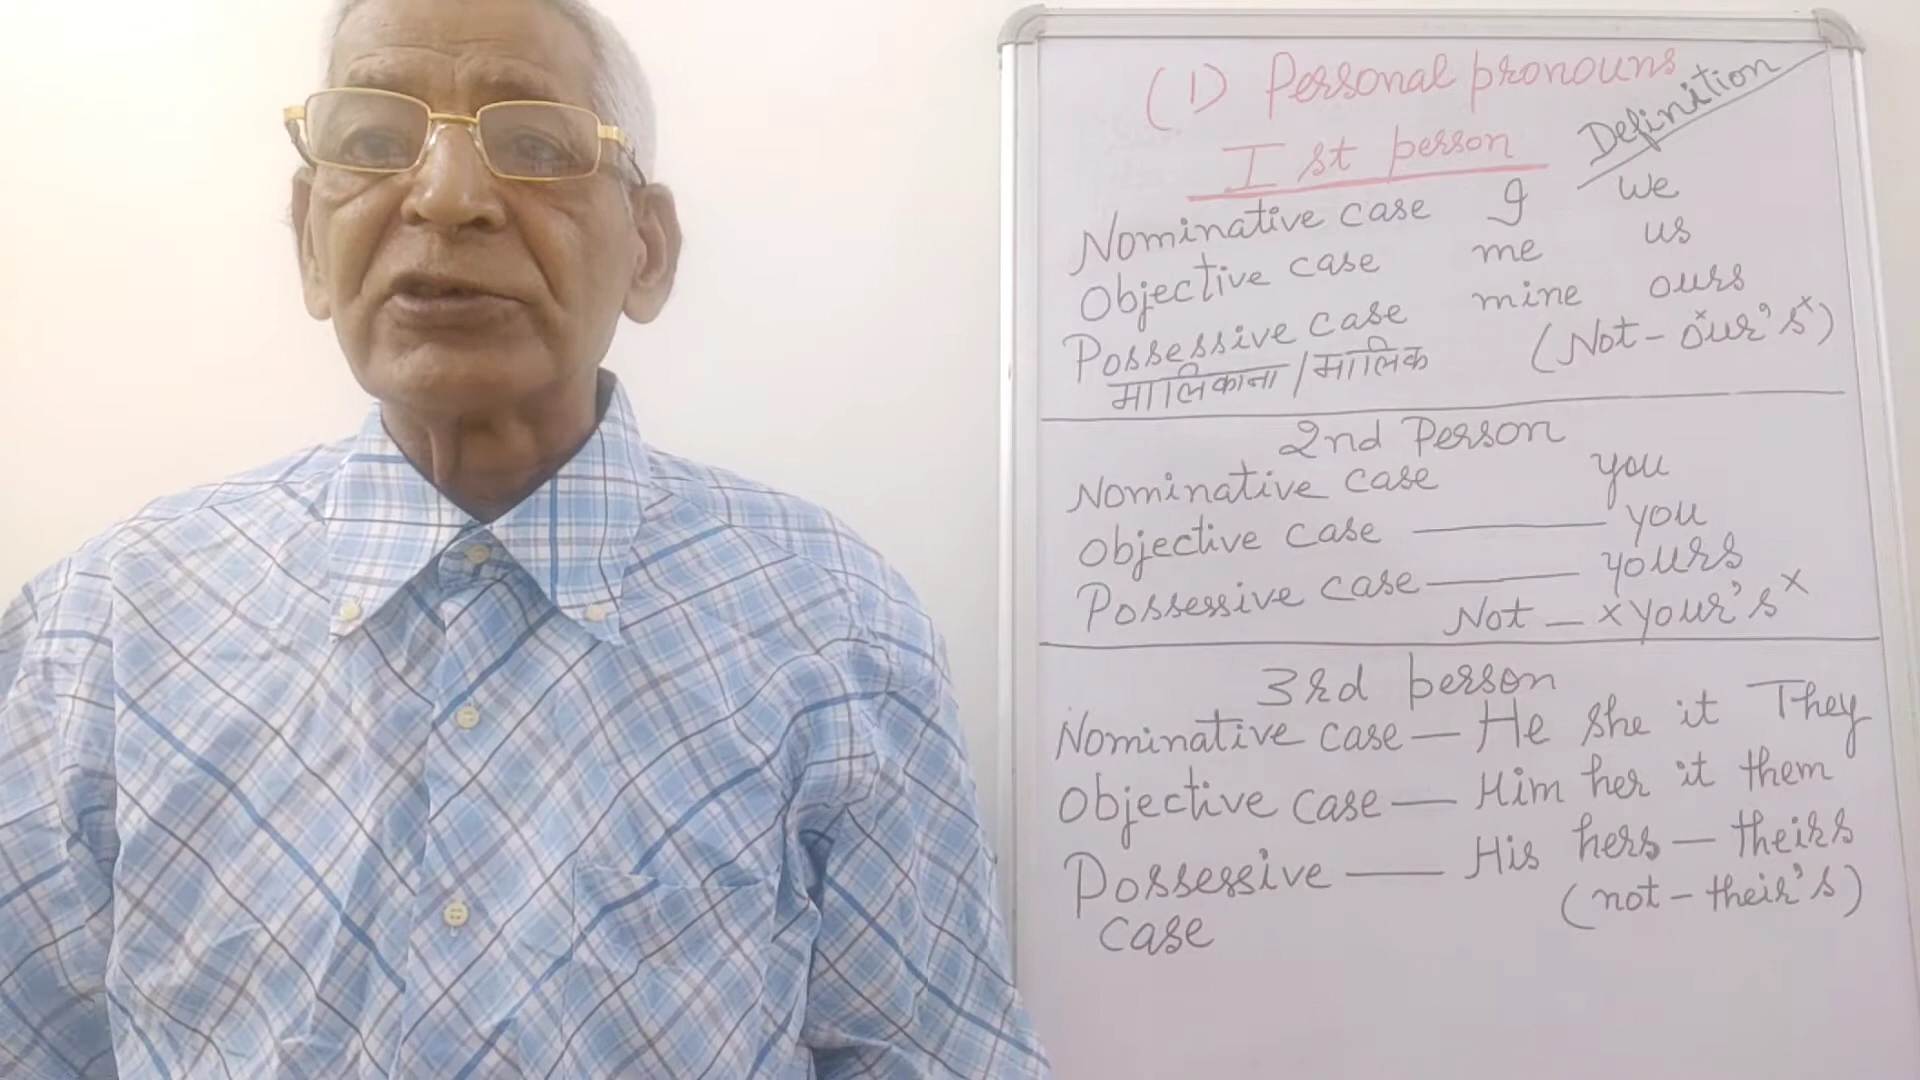 (1) Personal pronouns
Definition
I st person
Nominative case I we
Objective case me us
Possessive case mine ours
मालिकाना/मालिक (Not - our's)
2nd Person
Nominative case you
Objective case — you
Possessive case — yours
Not — x your's x
3rd person
Nominative case — He she it They
Objective case — Him her it them
Possessive — His hers — theirs
case (not - their's)